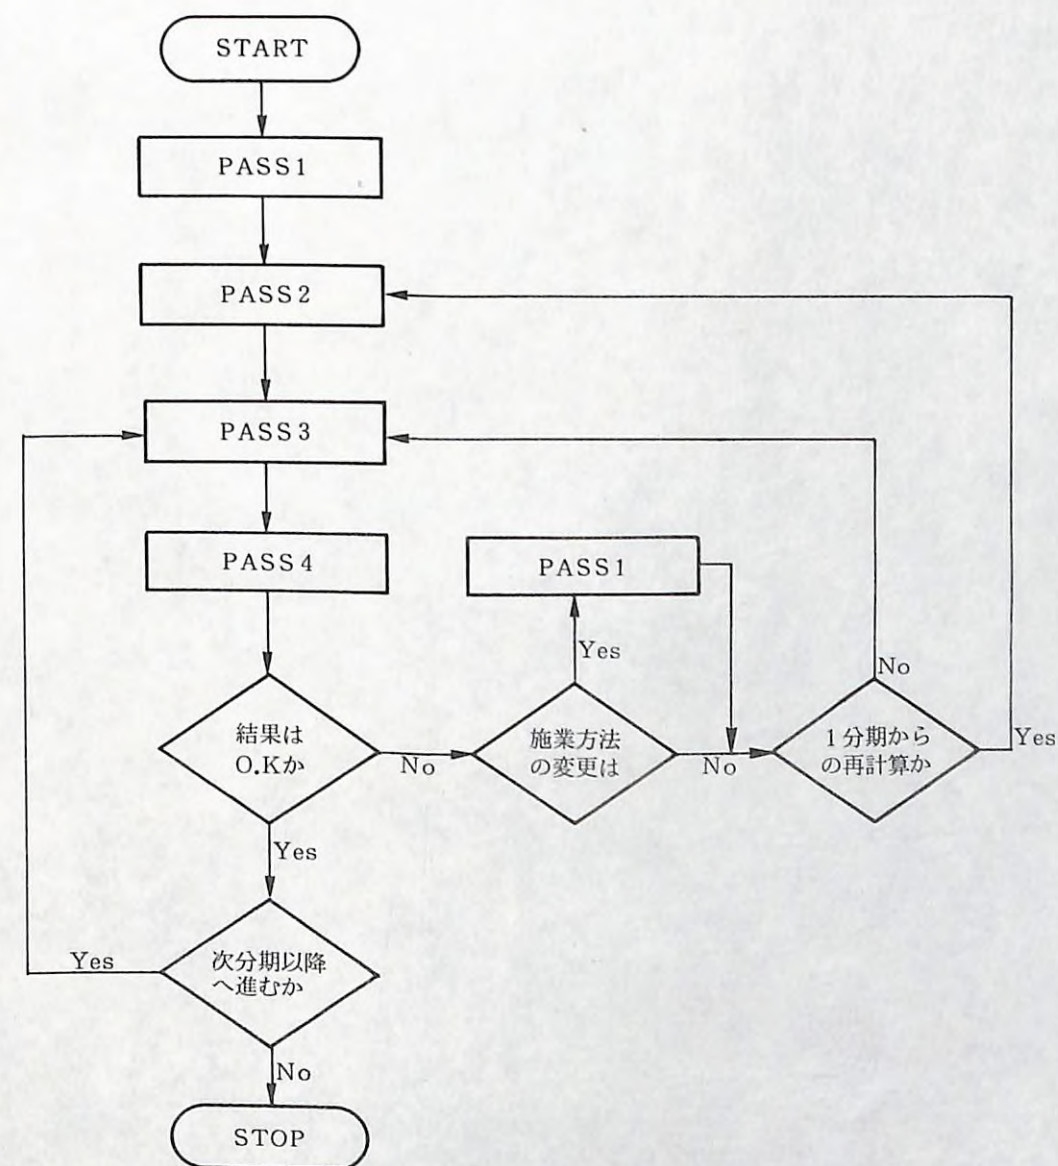 START
PASS1
PASS2
PASS3
PASS4
PASS1
Yes
No
結果は
O.Kか
No
施業方法
の変更は
No
1分期から
の再計算か
Yes
Yes
次分期以降
へ進むか
Yes
No
STOP